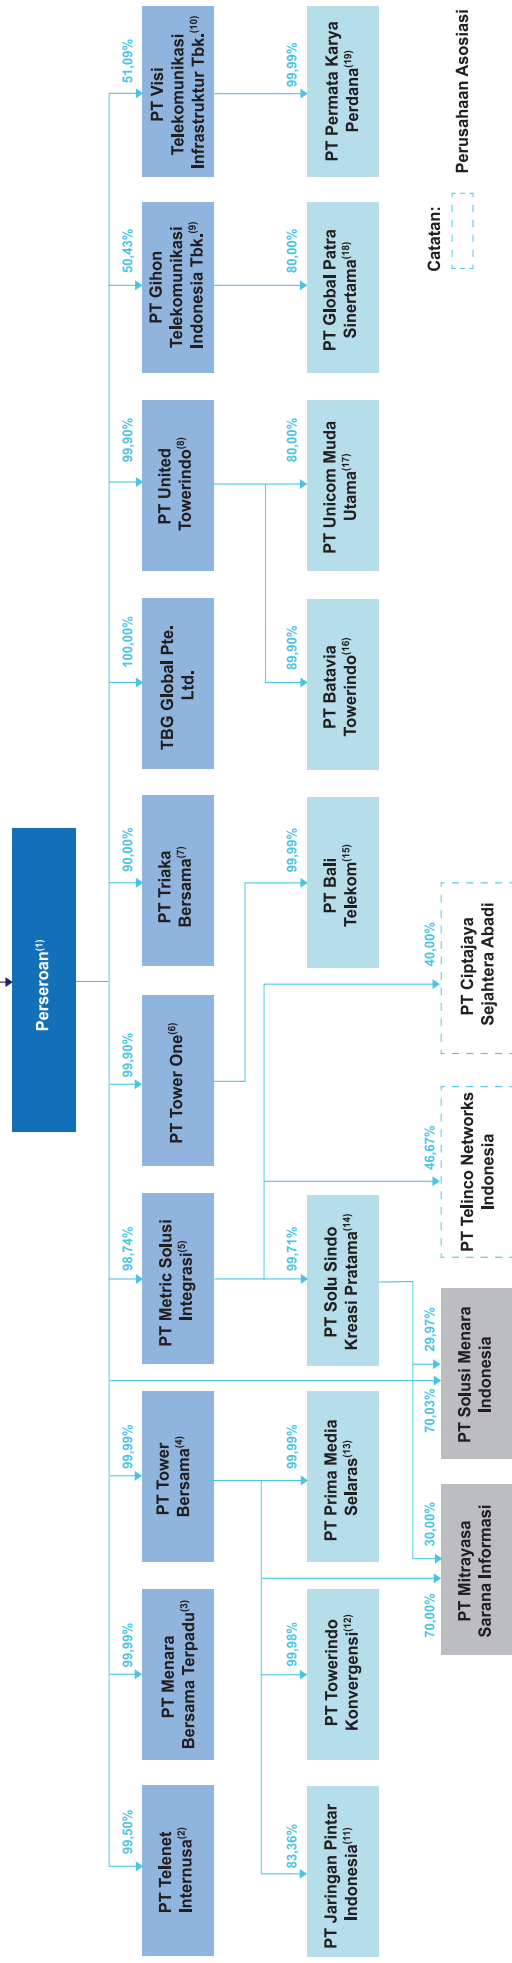 Perseroan(1)
99,50%
99,99%
99,99%
98,74%
99,90%
90,00%
100,00%
99,90%
50,43%
51,09%
PT Telenet
Internusa(2)
PT Menara
Bersama Terpadu(3)
PT Tower
Bersama(4)
PT Metric Solusi
Integrasi(5)
PT Tower One(6)
PT Triaka
Bersama(7)
TBG Global Pte.
Ltd.
PT United
Towerindo(8)
PT Gihon
Telekomunikasi
Indonesia Tbk.(9)
PT Visi
Telekomunikasi
Infrastruktur Tbk.(10)
83,36%
99,98%
99,99%
99,71%
99,99%
89,90%
80,00%
80,00%
99,99%
PT Jaringan Pintar
Indonesia(11)
PT Towerindo
Konvergensi(12)
PT Prima Media
Selaras(13)
PT Solu Sindo
Kreasi Pratama(14)
PT Bali
Telekom(15)
PT Batavia
Towerindo(16)
PT Unicom Muda
Utama(17)
PT Global Patra
Sinertama(18)
PT Permata Karya
Perdana(19)
70,00%
30,00%
70,03%
29,97%
46,67%
40,00%
PT Mitrayasa
Sarana Informasi
PT Solusi Menara
Indonesia
PT Telinco Networks
Indonesia
PT Ciptajaya
Sejahtera Abadi
Catatan:
Perusahaan Asosiasi